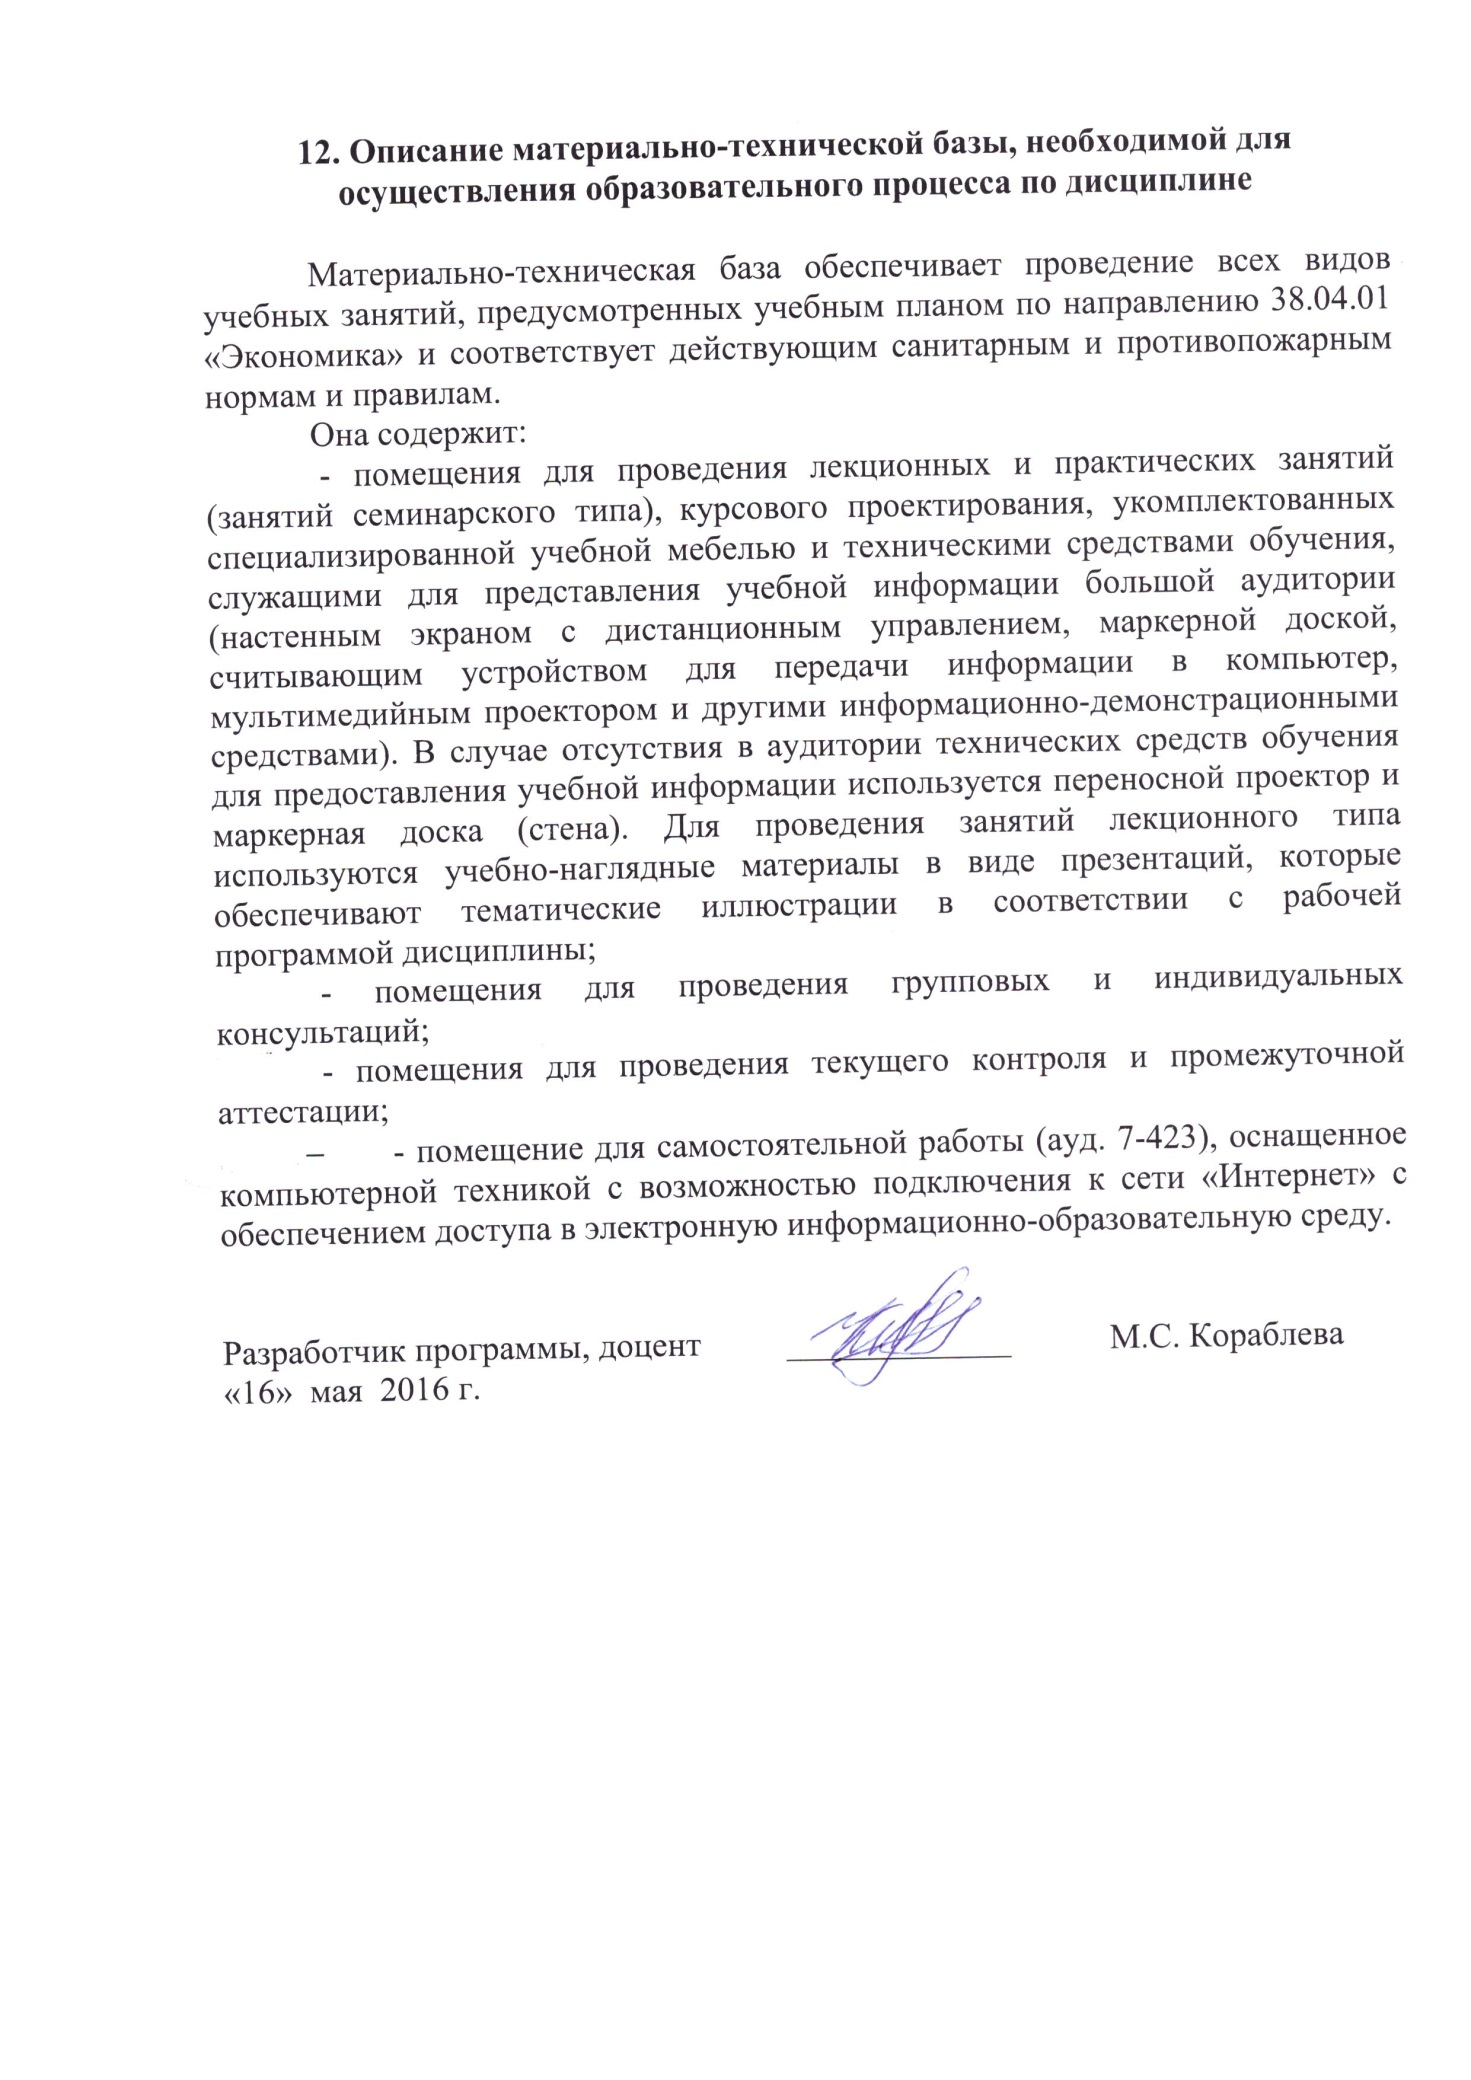 12. Описание материально-технической базы, необходимой для
осуществления образовательного процесса по дисциплине
Материально-техническая база обеспечивает проведение всех видов
учебных занятий, предусмотренных учебным планом по направлению 38.04.01
«Экономика» и соответствует действующим санитарным и противопожарным
нормам и правилам.
Она содержит:
- помещения для проведения лекционных и практических занятий
(занятий семинарского типа), курсового проектирования, укомплектованных
специализированной учебной мебелью и техническими средствами обучения,
служащими для представления учебной информации большой аудитории
(настенным экраном с дистанционным управлением, маркерной доской,
считывающим устройством для передачи информации в компьютер,
мультимедийным проектором и другими информационно-демонстрационными
средствами). В случае отсутствия в аудитории технических средств обучения
для предоставления учебной информации используется переносной проектор и
маркерная доска (стена). Для проведения занятий лекционного типа
используются учебно-наглядные материалы в виде презентаций, которые
обеспечивают тематические иллюстрации в соответствии с рабочей
программой дисциплины;
- помещения для проведения групповых и индивидуальных
консультаций;
- помещения для проведения текущего контроля и промежуточной
аттестации;
– - помещение для самостоятельной работы (ауд. 7-423), оснащенное
компьютерной техникой с возможностью подключения к сети «Интернет» с
обеспечением доступа в электронную информационно-образовательную среду.
Разработчик программы, доцент М.С. Кораблева
«16» мая 2016 г.